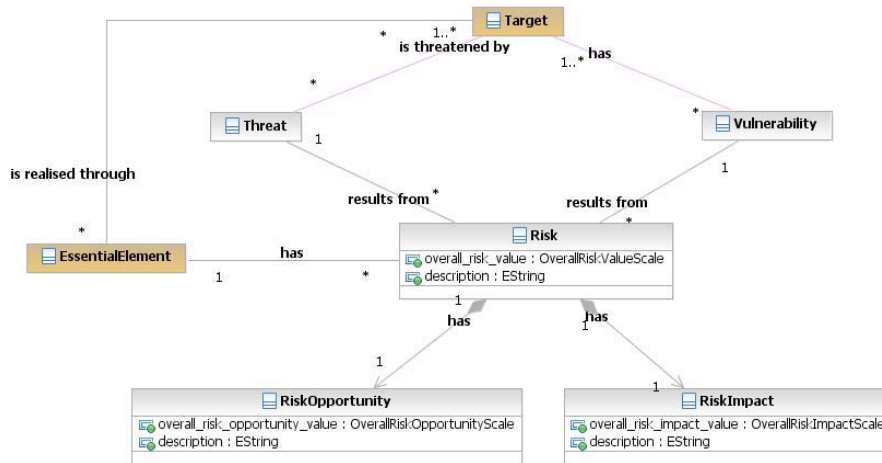 Target
* 1..*
is threatened by
has
1..*
*
*
Threat
Vulnerability
1
1
is realised through
results from *
results from
*
*
Risk
EssentialElement
has
overall_risk_value : OverallRiskValueScale
description : EString
1
*
1
has
has
1
1
1
RiskOpportunity
RiskImpact
overall_risk_opportunity_value : OverallRiskOpportunityScale
overall_risk_impact_value : OverallRiskImpactScale
description : EString
description : EString